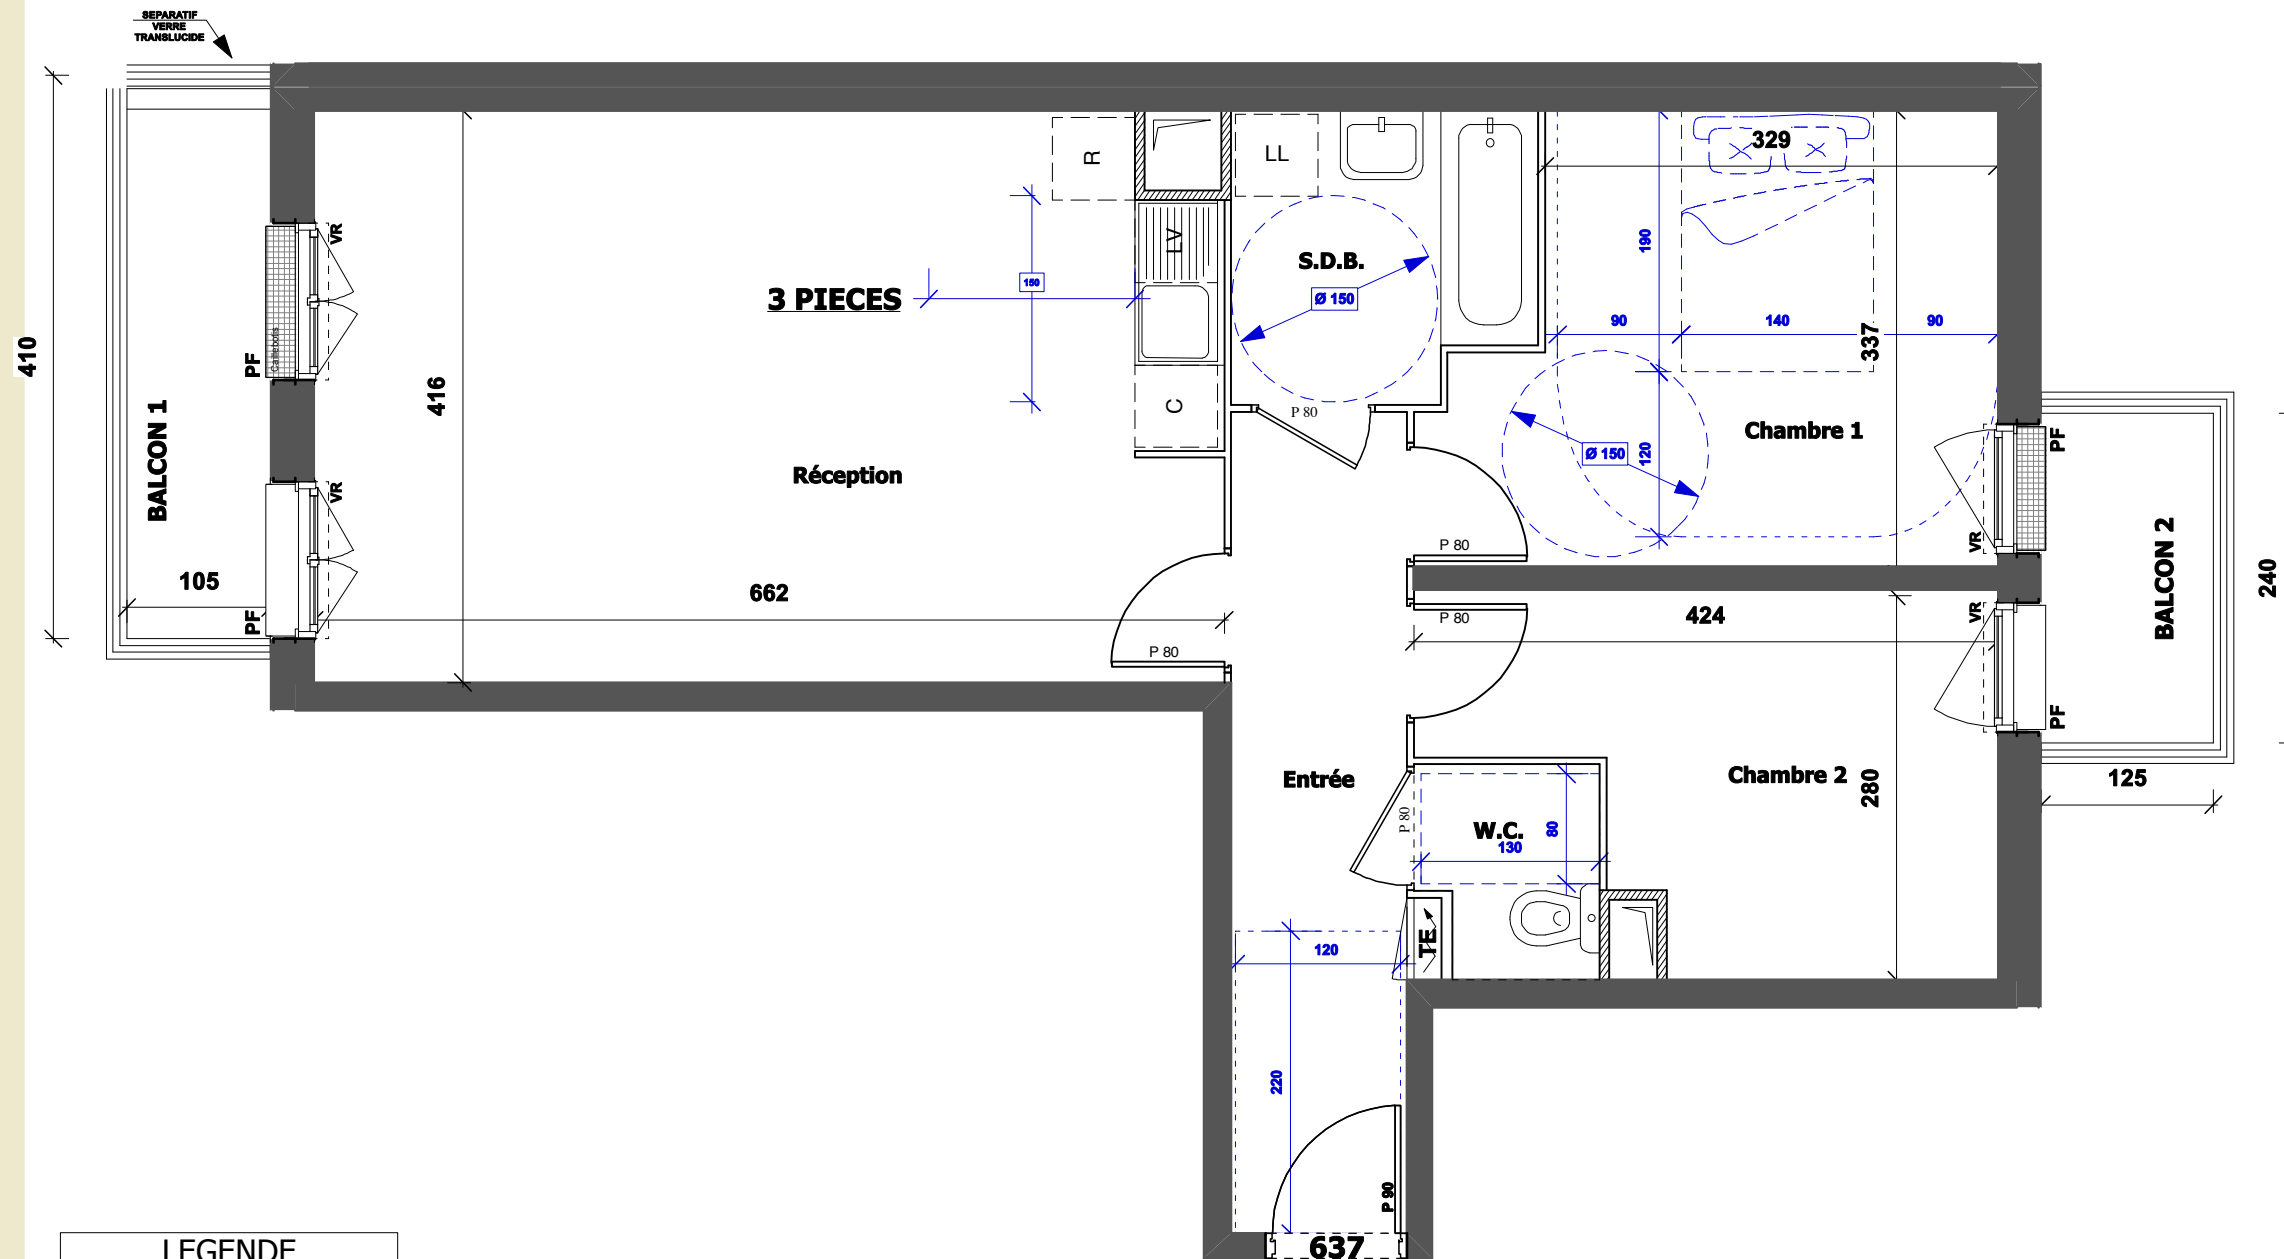 SEPARATIF
VERRE
TRANSLUCIDE
410
BALCON 1
105
PF
Caillebotis
VR
PF
VR
416
3 PIECES
Réception
662
R
150
LV
C
P 80
LL
S.D.B.
Ø 150
P 80
329
190
90
140
90
337
Ø 150
120
Chambre 1
P 80
VR
PF
BALCON 2
240
125
P 80
424
VR
PF
Chambre 2
280
Entrée
P 80
W.C.
80
130
TE
120
220
P 90
637
LEGENDE